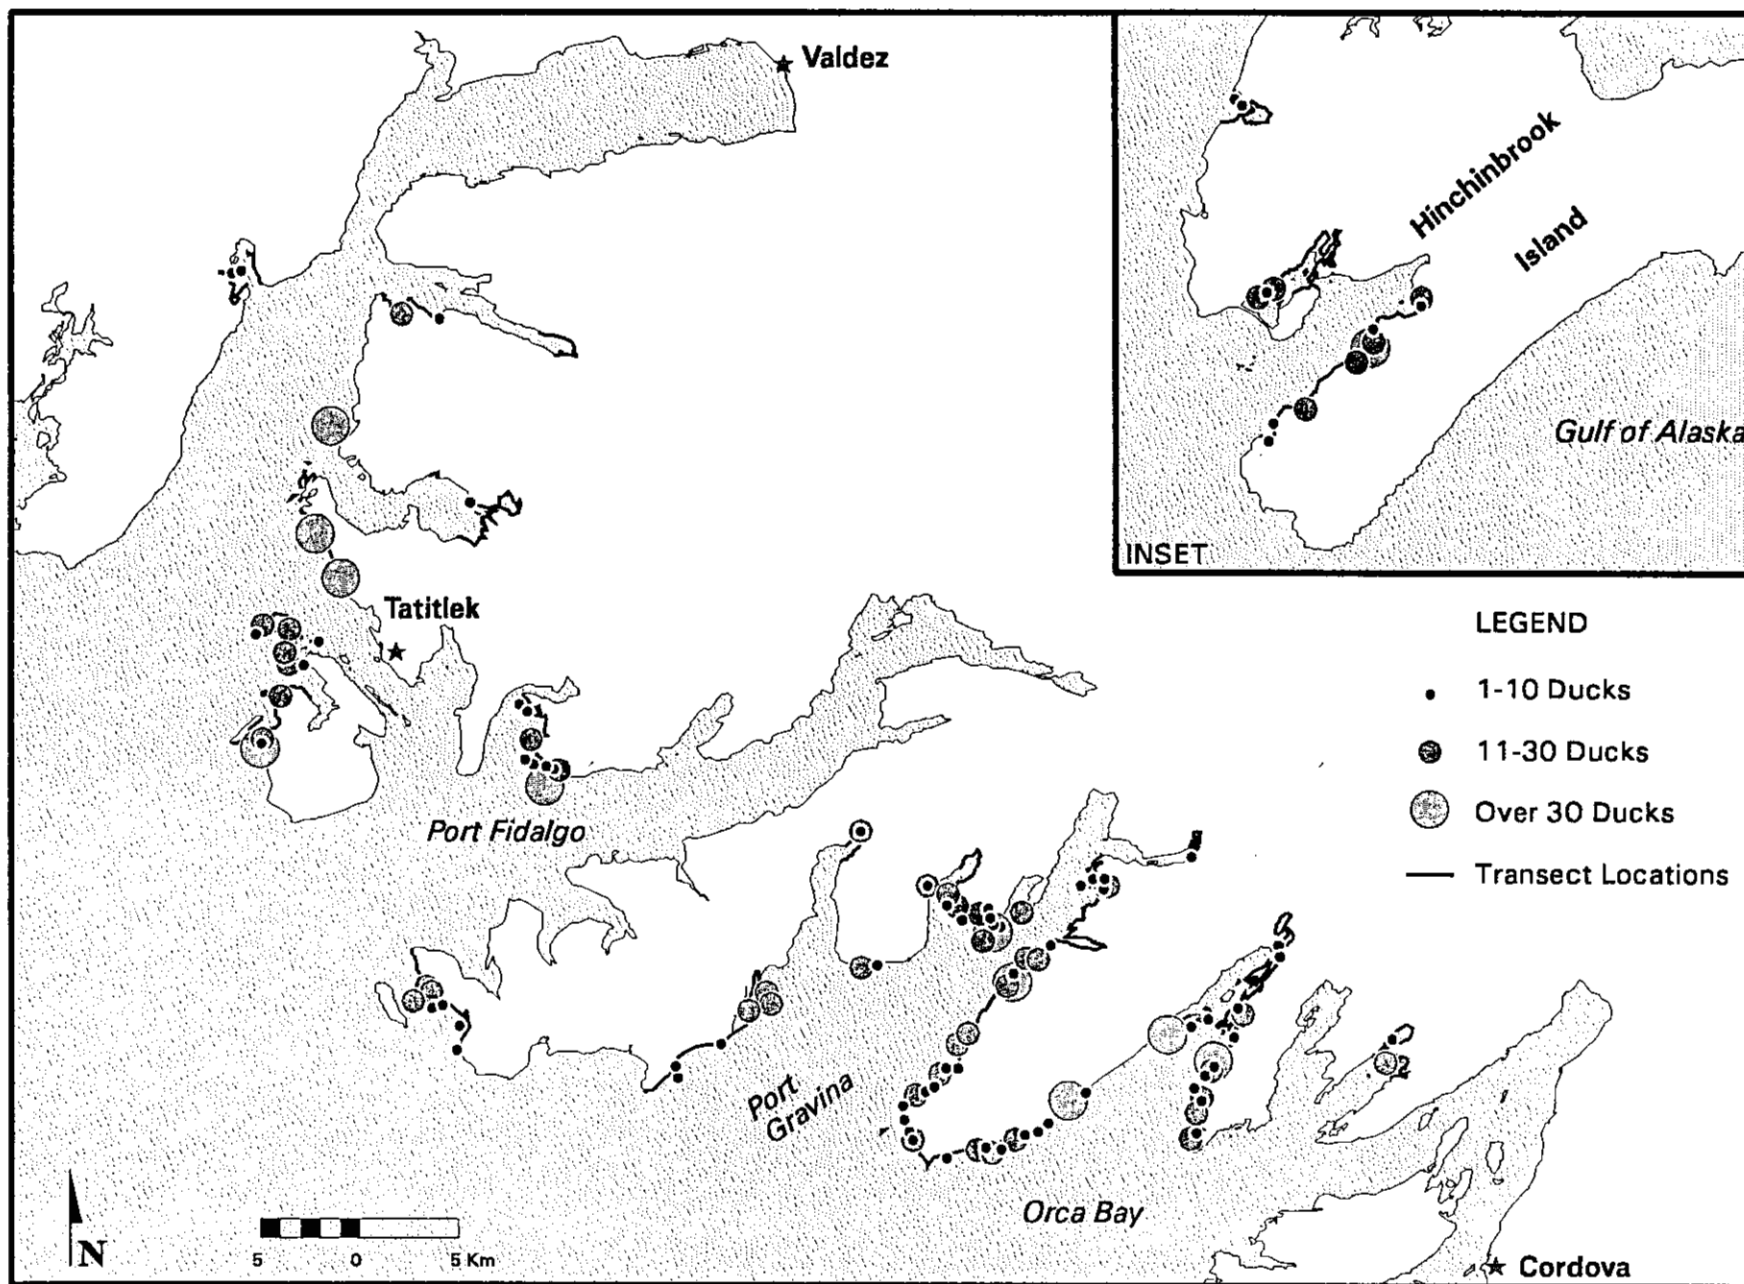 Valdez
Hinchinbrook
Island
Gulf of Alaska
INSET
Tatitlek
LEGEND
1-10 Ducks
11-30 Ducks
Over 30 Ducks
Transect Locations
Port Fidalgo
Port
Gravina
Orca Bay
N
5 0 5 Km
Cordova